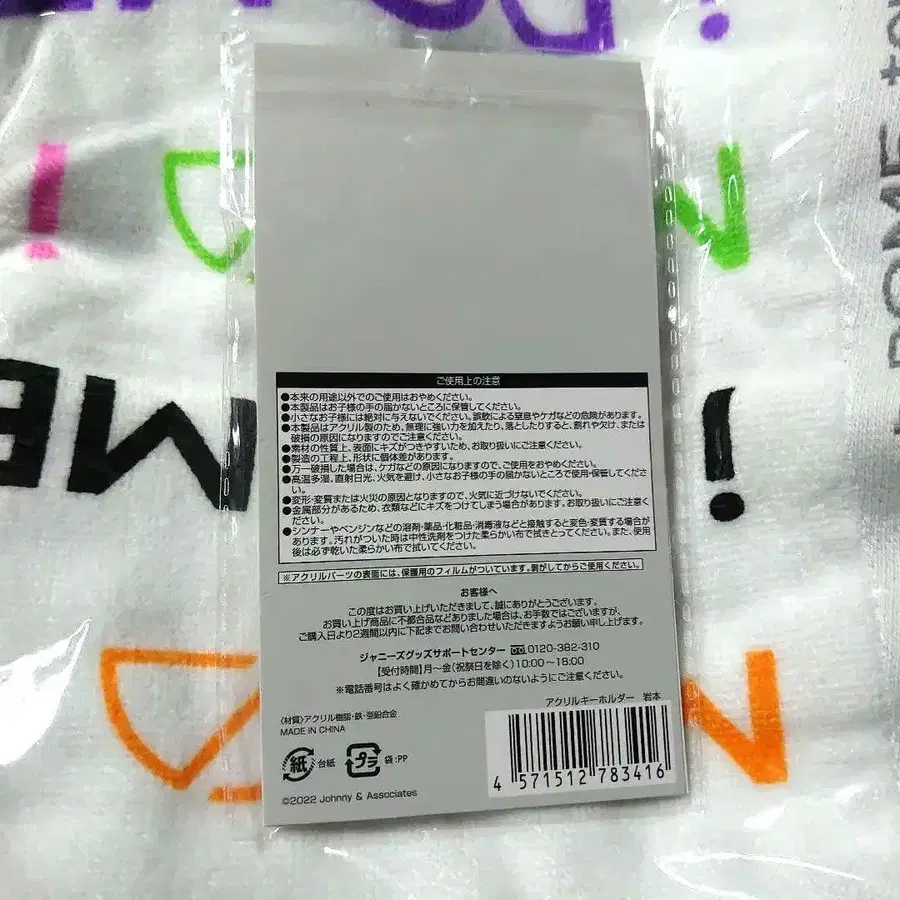 DOME to
ご使用上の注意
●本来の用途以外でのご使用はおやめください。
●本製品はお子様の手の届かないところに保管してください。
●小さなお子様には絶対に与えないでください。誤飲による窒息やケガなどの危険があります。
●本製品はアクリル製のため、無理に強い力を加えたり、落としたりすると、割れや欠け、または
破損の原因になりますのでご注意ください。
●素材の性質上、表面にキズがつきやすいため、お取り扱いにご注意ください。
●製造の工程上、形状に個体差があります。
●万一破損した場合は、ケガなどの原因になりますので、ご使用をおやめください。
●高温多湿、直射日光、火気を避け、小さなお子様の手の届かないところで使用・保管してくださ
い。
●変形・変質または火災の原因となりますので、火気に近づけないでください。
●金属部分があるため、衣類などにキズをつけてしまう場合があります。お取り扱いにご注意く
ださい。
●シンナーやベンジンなどの溶剤・薬品・化粧品・消毒液などと接触すると変色・変質する場合が
あります。汚れがついた時は中性洗剤をつけた柔らかい布で拭きとってください。また、使用
後は必ず乾いた柔らかい布で拭いてください。
※アクリルパーツの表面には、保護用のフィルムがついています。剥がしてからご使用ください。
お客様へ
この度はお買い上げいただきまして、誠にありがとうございます。
お買い上げ商品に不都合品などありました場合は、お手数ではございますが、
ご購入日より2週間以内に下記までお問い合わせいただきますようお願い申し上げます。
ジャニーズグッズサポートセンター 0120-382-310
【受付時間】月〜金(祝祭日を除く)10:00〜18:00
※電話番号はよく確かめてからお間違いのないようにご注意ください。
アクリルキーホルダー 岩本
〈材質〉アクリル樹脂・鉄・亜鉛合金
MADE IN CHINA
紙 台紙 プラ 袋:PP
4 571512 783416
©2022 Johnny & Associates